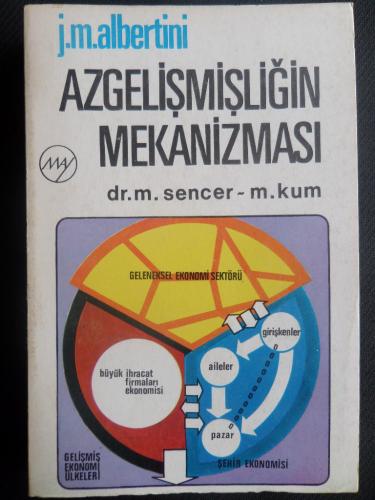 j.m.albertini
AZGELİŞMİŞLİĞİN
MEKANİZMASI
MAY
dr.m. sencer - m.kum
GELENEKSEL EKONOMİ SEKTÖRÜ
girişkenler
aileler
büyük ihracat
firmaları
ekonomisi
pazar
GELİŞMİŞ
EKONOMİ
ÜLKELERİ
ŞEHİR EKONOMİSİ